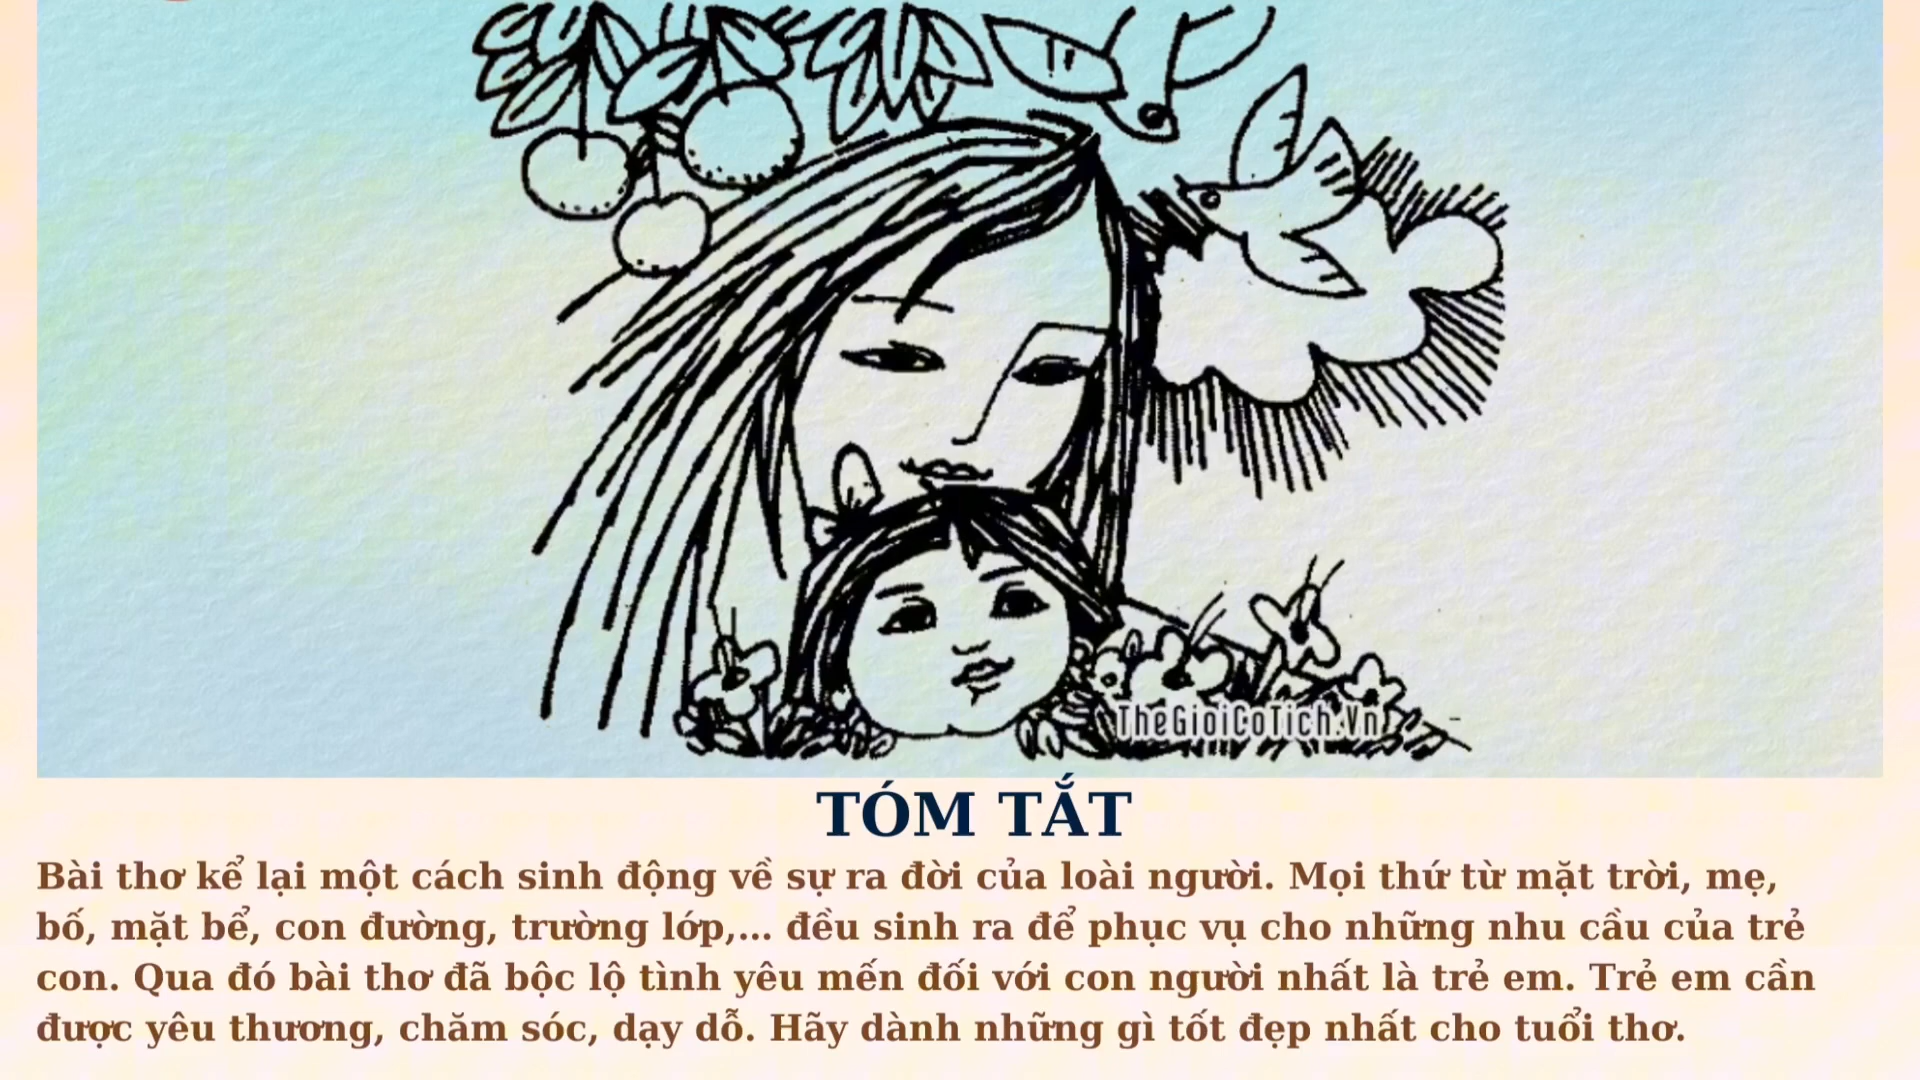 TheGioiCoTich.Vn
TÓM TẮT
Bài thơ kể lại một cách sinh động về sự ra đời của loài người. Mọi thứ từ mặt trời, mẹ,
bố, mặt bể, con đường, trường lớp,... đều sinh ra để phục vụ cho những nhu cầu của trẻ
con. Qua đó bài thơ đã bộc lộ tình yêu mến đối với con người nhất là trẻ em. Trẻ em cần
được yêu thương, chăm sóc, dạy dỗ. Hãy dành những gì tốt đẹp nhất cho tuổi thơ.